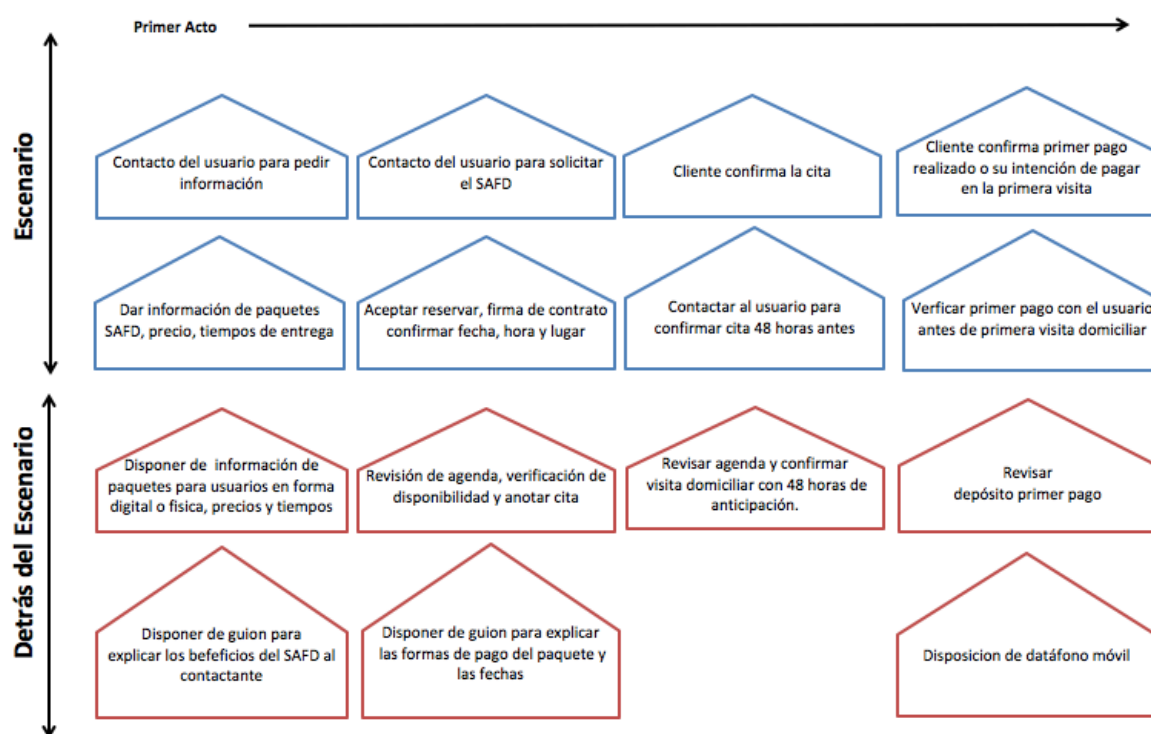 Primer Acto
Escenario
Contacto del usuario para pedir
información
Contacto del usuario para solicitar
el SAFD
Cliente confirma la cita
Cliente confirma primer pago
realizado o su intención de pagar
en la primera visita
Dar información de paquetes
SAFD, precio, tiempos de entrega
Aceptar reservar, firma de contrato
confirmar fecha, hora y lugar
Contactar al usuario para
confirmar cita 48 horas antes
Verficar primer pago con el usuario
antes de primera visita domiciliar
Detrás del Escenario
Disponer de información de
paquetes para usuarios en forma
digital o fisica, precios y tiempos
Revisión de agenda, verificación de
disponibilidad y anotar cita
Revisar agenda y confirmar
visita domiciliar con 48 horas de
anticipación.
Revisar
depósito primer pago
Disponer de guion para
explicar los befeficios del SAFD al
contactante
Disponer de guion para explicar
las formas de pago del paquete y
las fechas
Disposicion de datáfono móvil